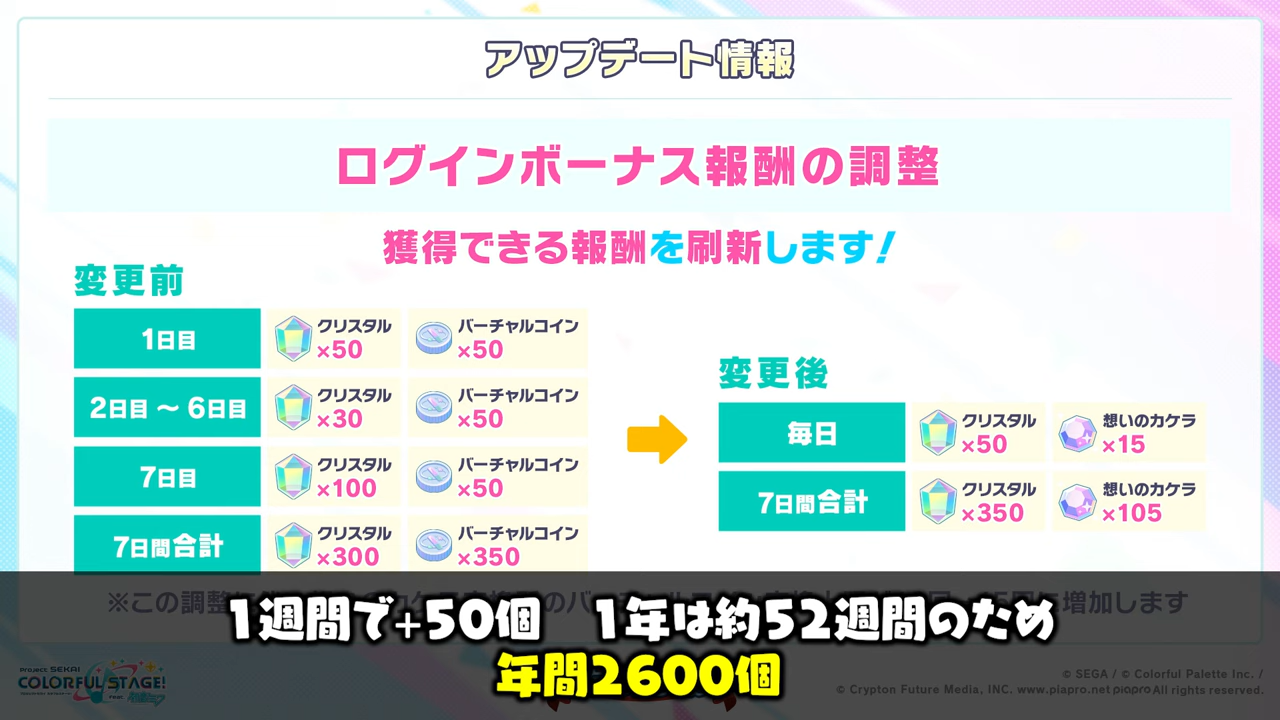 アップデート情報
ログインボーナス報酬の調整
獲得できる報酬を刷新します!
変更前
1日目 クリスタル ×50 バーチャルコイン ×50
2日目 ～ 6日目 クリスタル ×30 バーチャルコイン ×50
7日目 クリスタル ×100 バーチャルコイン ×50
7日間合計 クリスタル ×300 バーチャルコイン ×350
変更後
毎日 クリスタル ×50 想いのカケラ ×15
7日間合計 クリスタル ×350 想いのカケラ ×105
※この調整 増加します
1週間で+50個 1年は約52週間のため
年間2600個
PROJECT SEKAI
COLORFUL STAGE!
feat. 初音ミク
© SEGA / © Colorful Palette Inc. /
© Crypton Future Media, INC. www.piapro.net piapro All rights reserved.